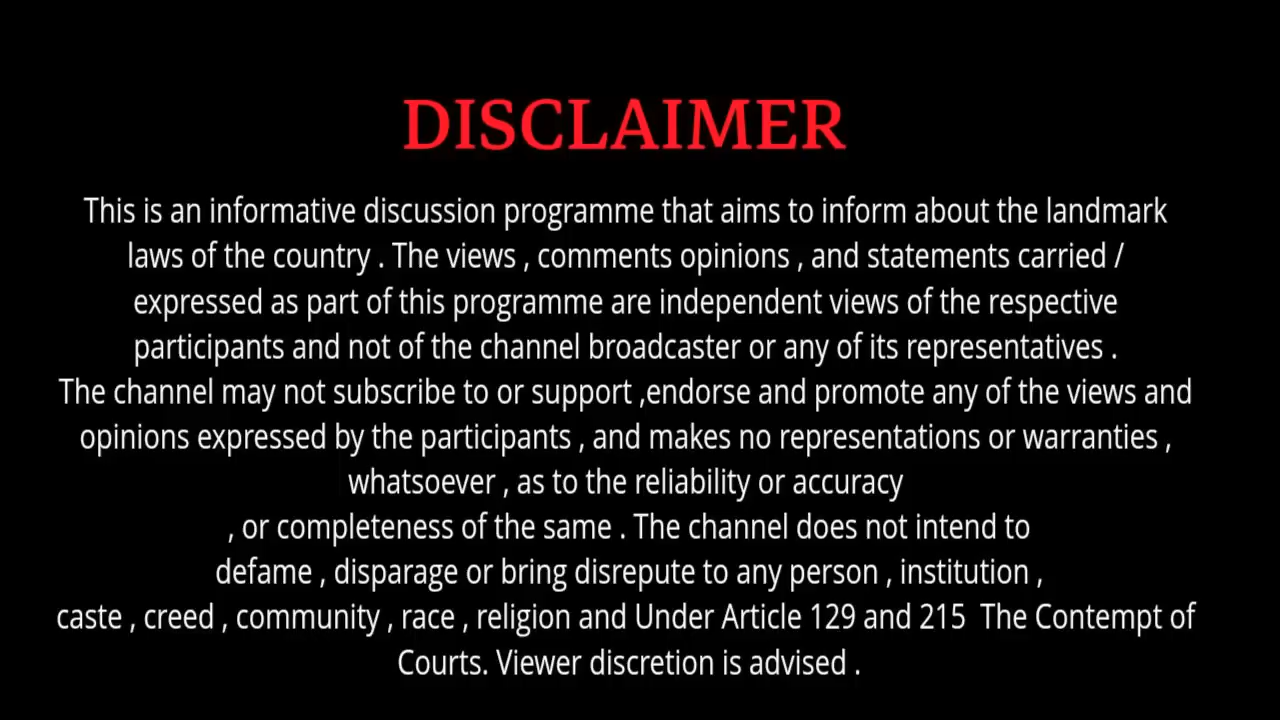 DISCLAIMER
This is an informative discussion programme that aims to inform about the landmark
laws of the country . The views , comments opinions , and statements carried /
expressed as part of this programme are independent views of the respective
participants and not of the channel broadcaster or any of its representatives .
The channel may not subscribe to or support ,endorse and promote any of the views and
opinions expressed by the participants , and makes no representations or warranties ,
whatsoever , as to the reliability or accuracy
, or completeness of the same . The channel does not intend to
defame , disparage or bring disrepute to any person , institution ,
caste , creed , community , race , religion and Under Article 129 and 215  The Contempt of
Courts. Viewer discretion is advised .